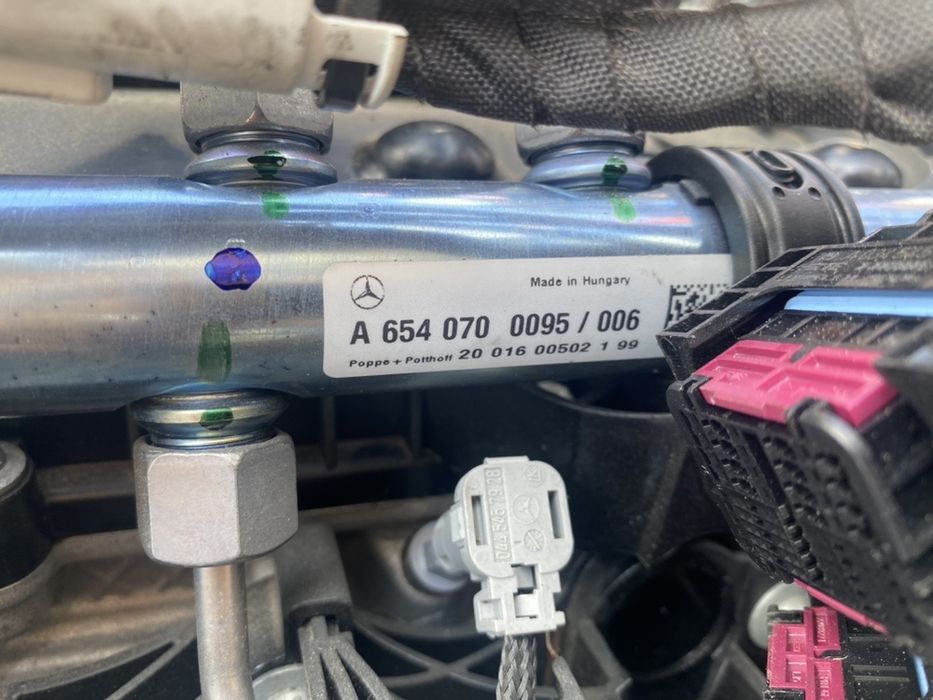 Made in Hungary
A 654 070 0095 / 006
Poppe + Potthoff 20 016 00502 1 99